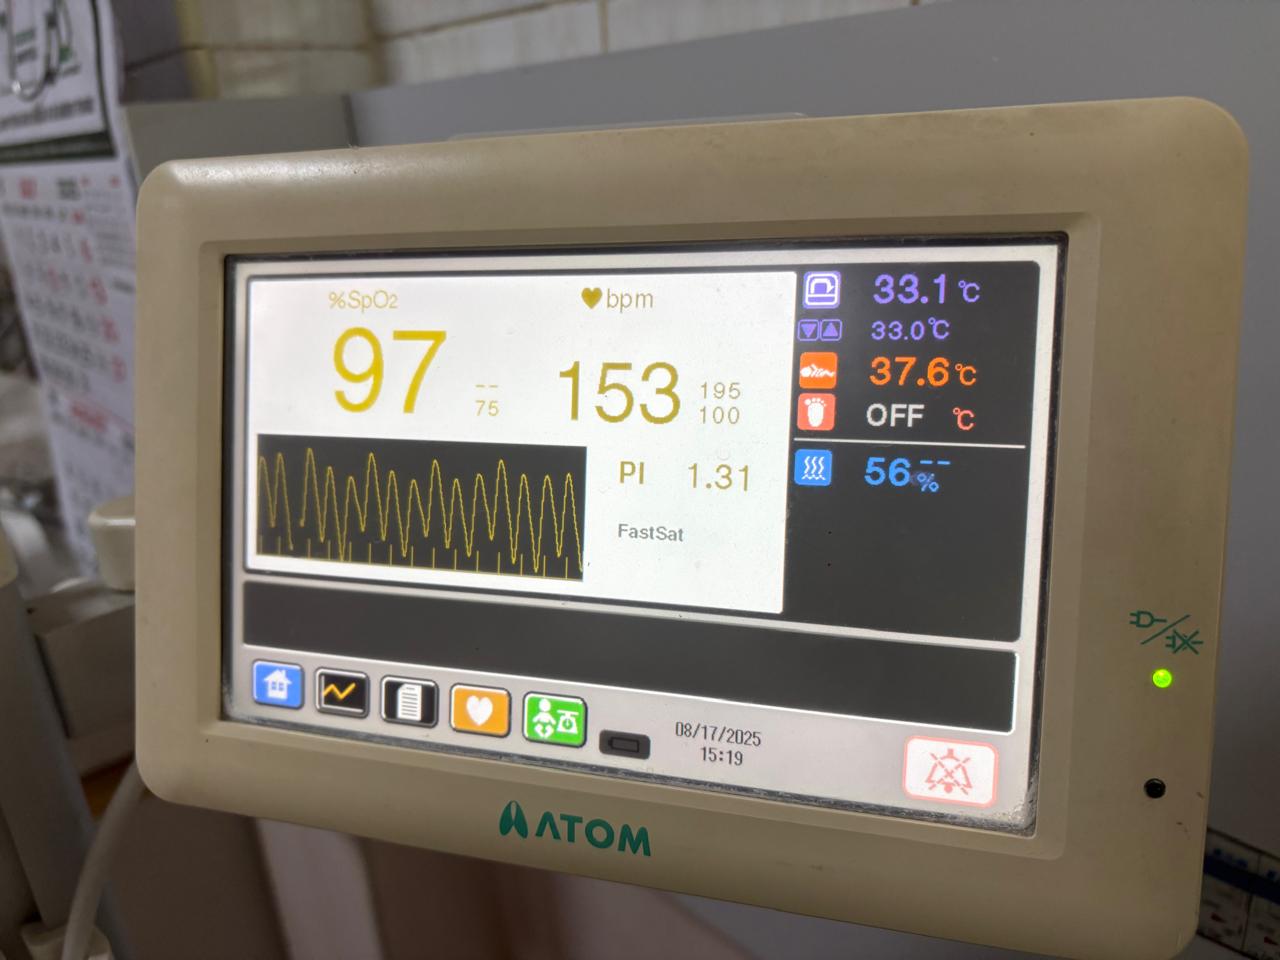 %SpO2
97
--
75
bpm
153
195
100
PI 1.31
FastSat
33.1 °C
33.0°C
37.6°C
OFF °C
56 -- %
08/17/2025
15:19
ATOM